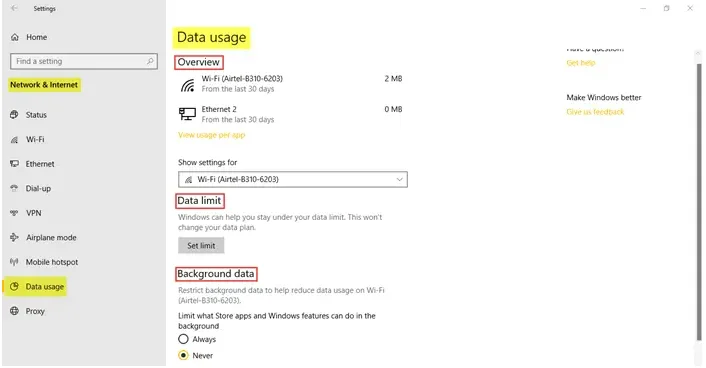 Settings
Home
Find a setting
Network & Internet
Status
Wi-Fi
Ethernet
Dial-up
VPN
Airplane mode
Mobile hotspot
Data usage
Proxy
Data usage
Overview
Wi-Fi (Airtel-B310-6203) 2 MB
From the last 30 days
Ethernet 2 0 MB
From the last 30 days
View usage per app
Show settings for
Wi-Fi (Airtel-B310-6203)
Data limit
Windows can help you stay under your data limit. This won't
change your data plan.
Set limit
Background data
Restrict background data to help reduce data usage on Wi-Fi
(Airtel-B310-6203).
Limit what Store apps and Windows features can do in the
background
Always
Never
Have a question?
Get help
Make Windows better
Give us feedback